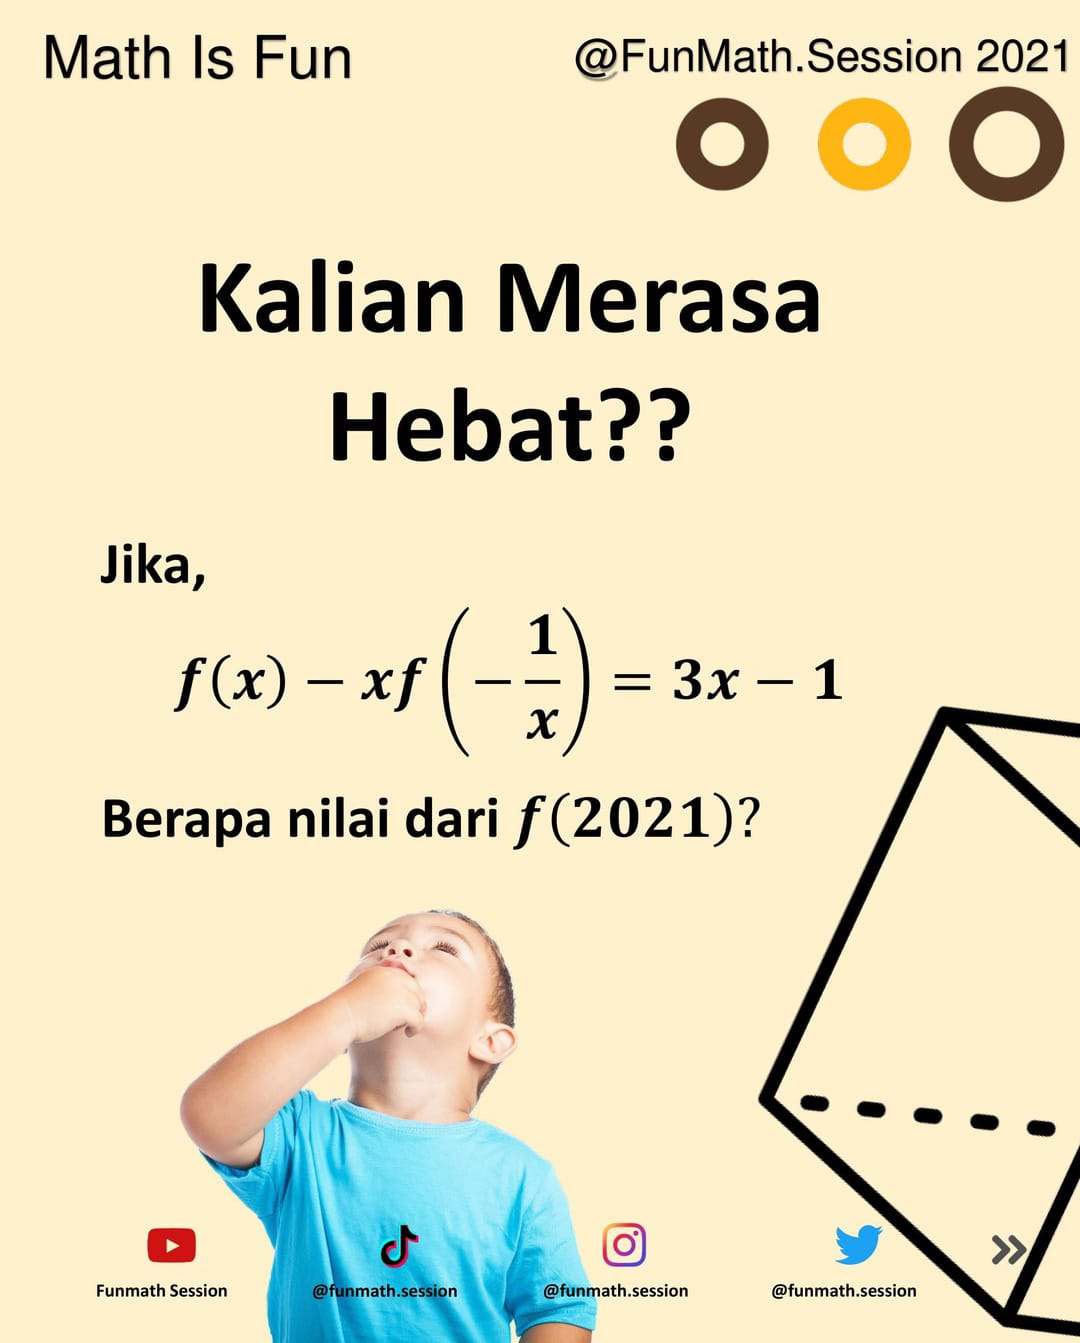 Math Is Fun
@FunMath.Session 2021
Kalian Merasa
Hebat??
Jika,
f(x) − xf(−1/x) = 3x − 1
Berapa nilai dari f(2021)?
Funmath Session
@funmath.session
@funmath.session
@funmath.session